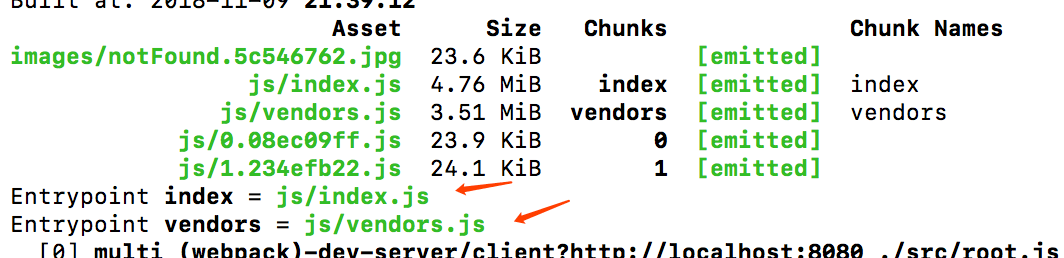 Built at: 2018-11-09 21:39:12
Asset Size Chunks Chunk Names
images/notFound.5c546762.jpg 23.6 KiB [emitted]
js/index.js 4.76 MiB index [emitted] index
js/vendors.js 3.51 MiB vendors [emitted] vendors
js/0.08ec09ff.js 23.9 KiB 0 [emitted]
js/1.234efb22.js 24.1 KiB 1 [emitted]
Entrypoint index = js/index.js
Entrypoint vendors = js/vendors.js
[0] multi (webpack)-dev-server/client?http://localhost:8080 ./src/root.js